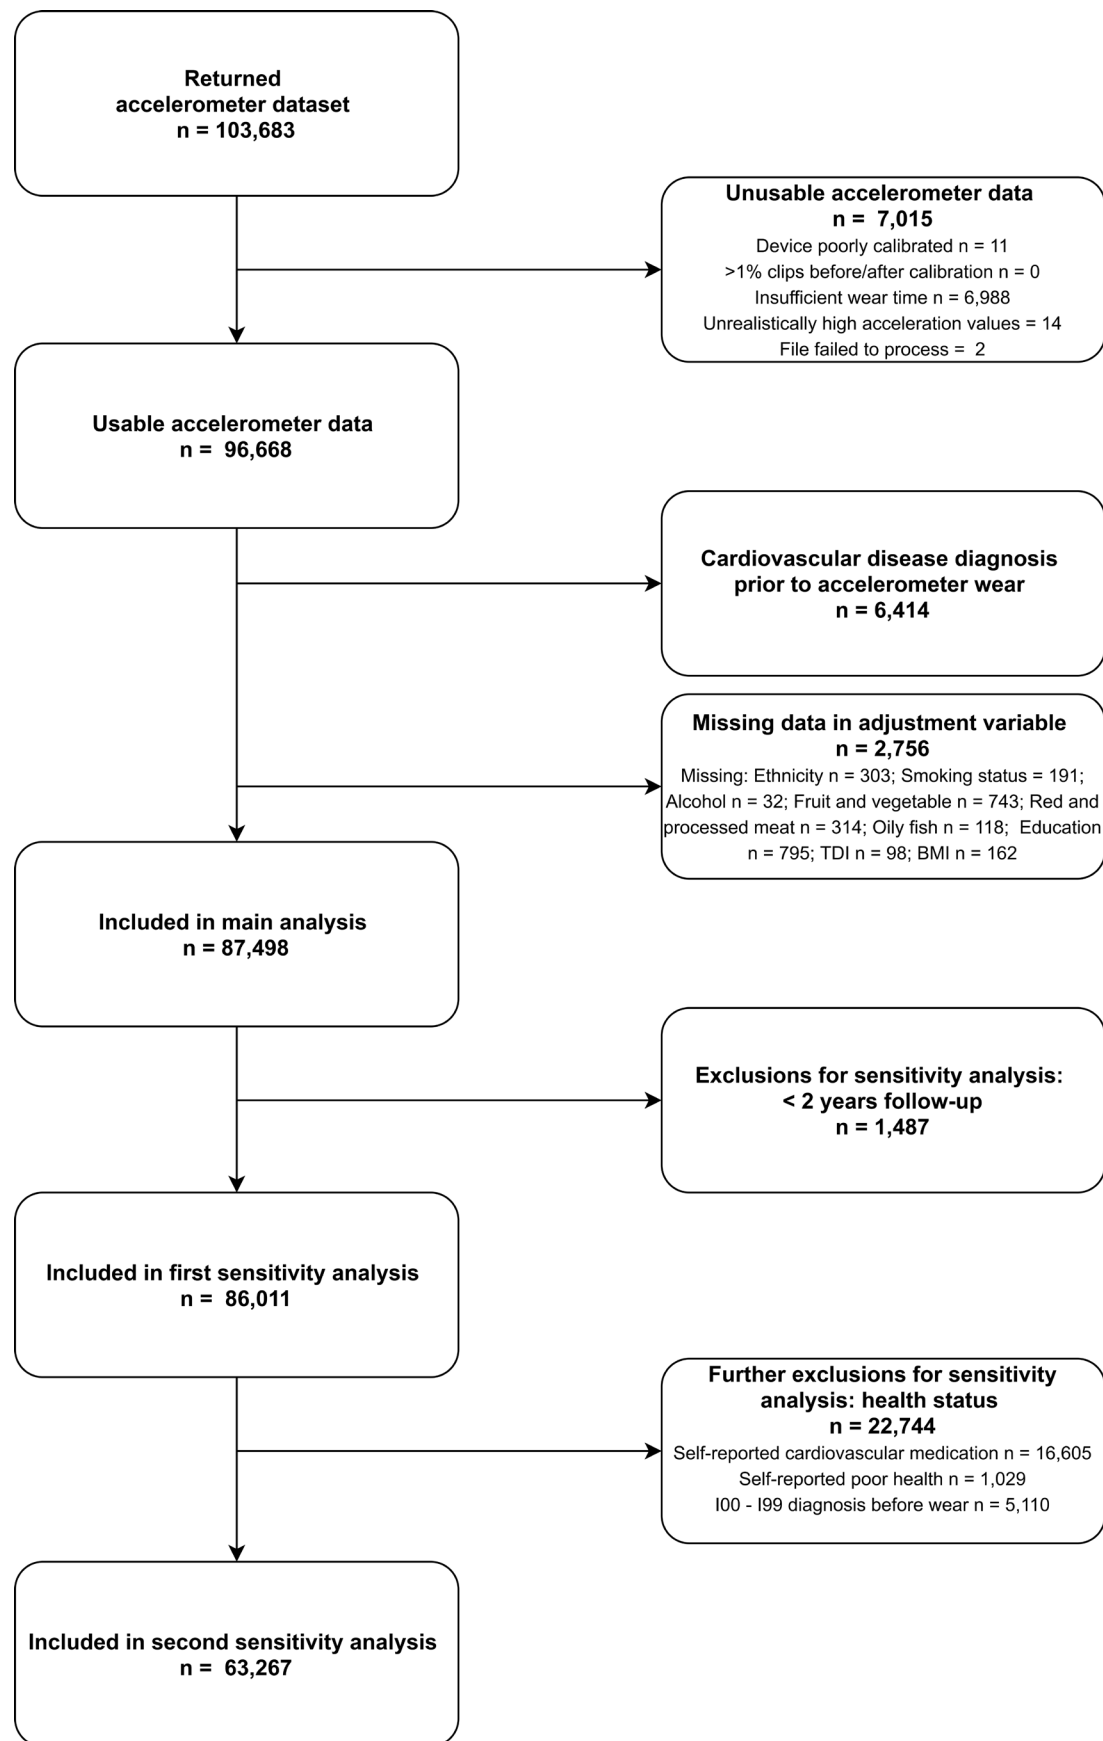 Returned
accelerometer dataset
n = 103,683
Unusable accelerometer data
n = 7,015
Device poorly calibrated n = 11
>1% clips before/after calibration n = 0
Insufficient wear time n = 6,988
Unrealistically high acceleration values = 14
File failed to process = 2
Usable accelerometer data
n = 96,668
Cardiovascular disease diagnosis
prior to accelerometer wear
n = 6,414
Missing data in adjustment variable
n = 2,756
Missing: Ethnicity n = 303; Smoking status = 191;
Alcohol n = 32; Fruit and vegetable n = 743; Red and
processed meat n = 314; Oily fish n = 118; Education
n = 795; TDI n = 98; BMI n = 162
Included in main analysis
n = 87,498
Exclusions for sensitivity analysis:
< 2 years follow-up
n = 1,487
Included in first sensitivity analysis
n = 86,011
Further exclusions for sensitivity
analysis: health status
n = 22,744
Self-reported cardiovascular medication n = 16,605
Self-reported poor health n = 1,029
I00 - I99 diagnosis before wear n = 5,110
Included in second sensitivity analysis
n = 63,267